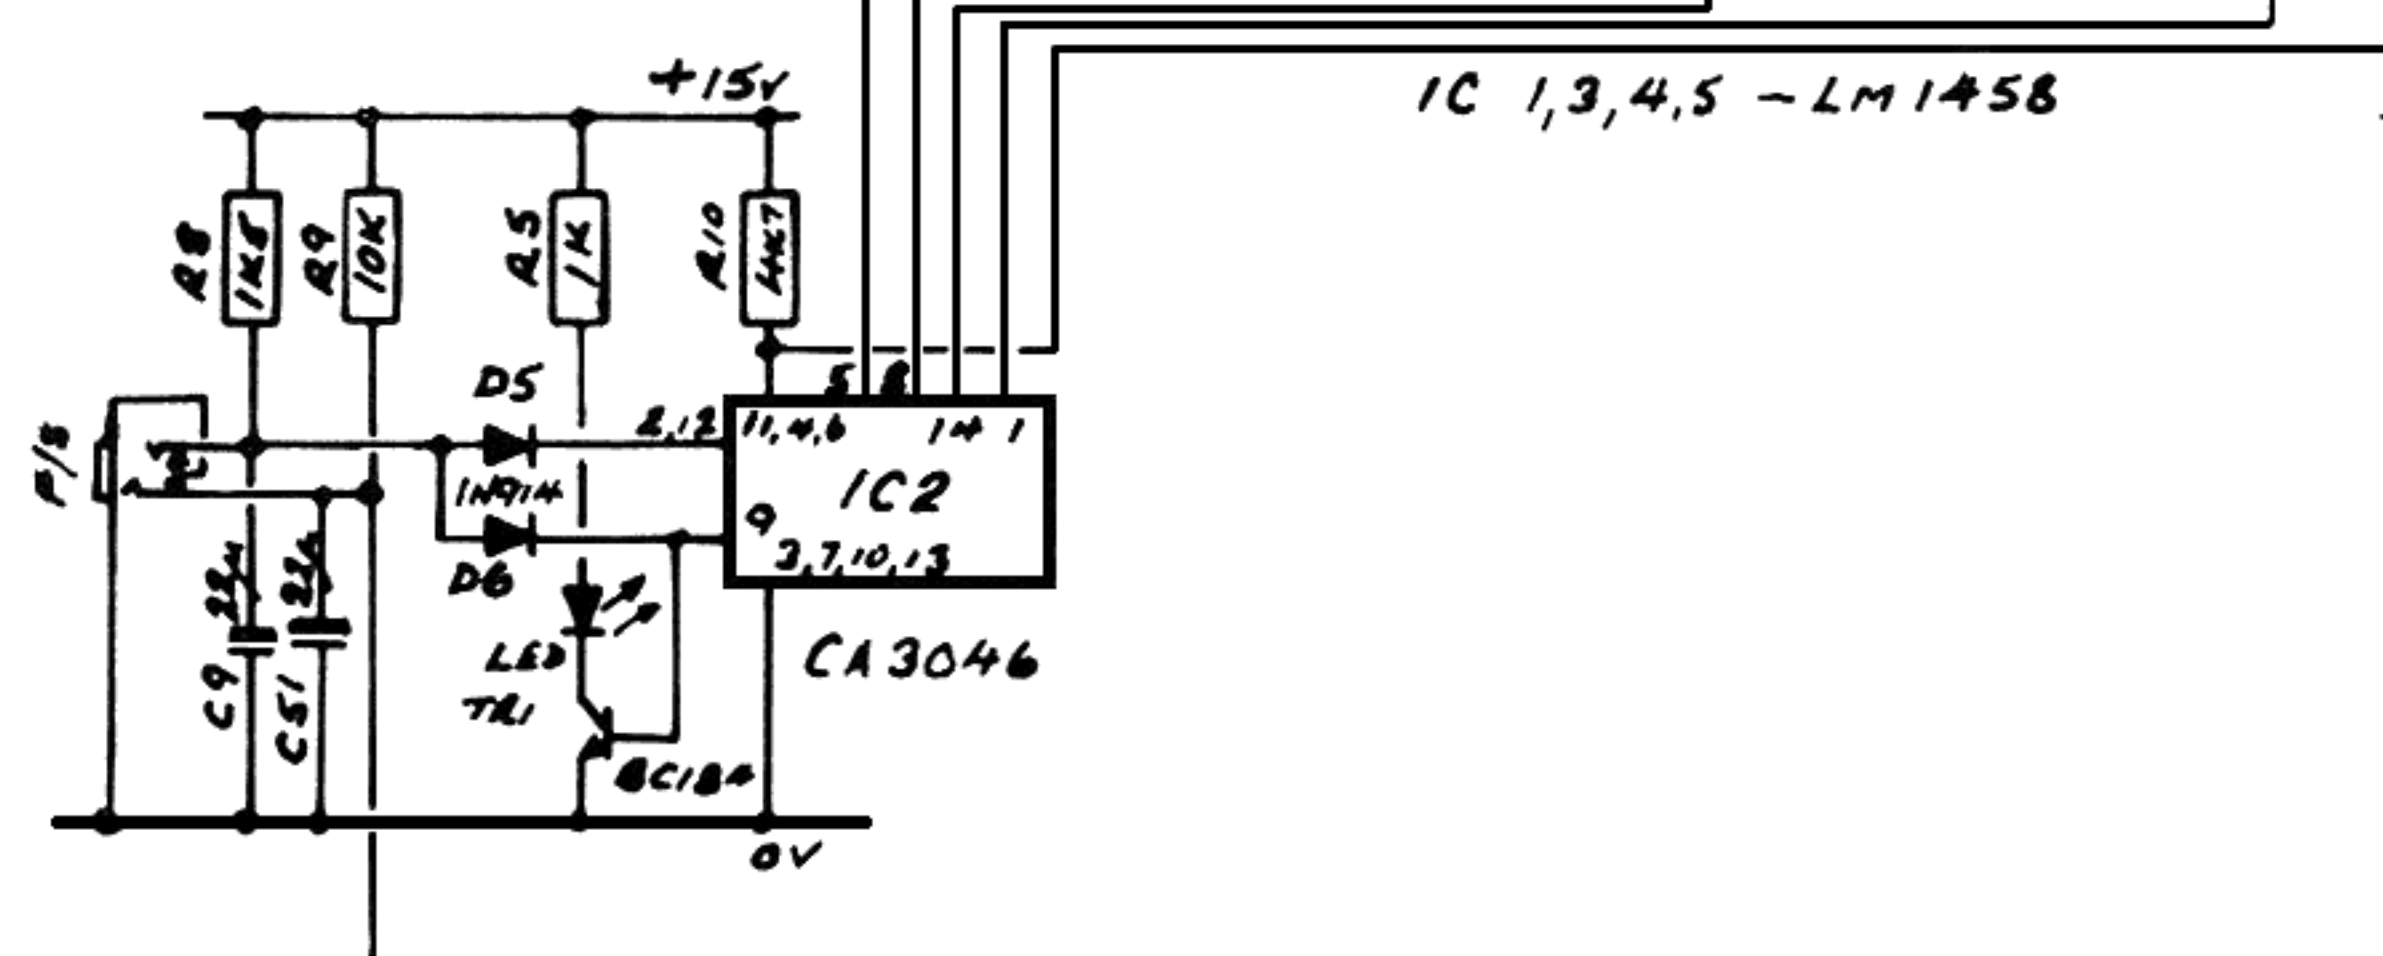 +15V
IC 1,3,4,5 - LM1458
R8
1K5
R9
10K
R5
1K
R10
4K7
D5
5
8
2,12
11,4,6
14
1
F/S
1N914
IC2
9
D6
3,7,10,13
22µ
LED
CA3046
C9
C51
TR1
0V